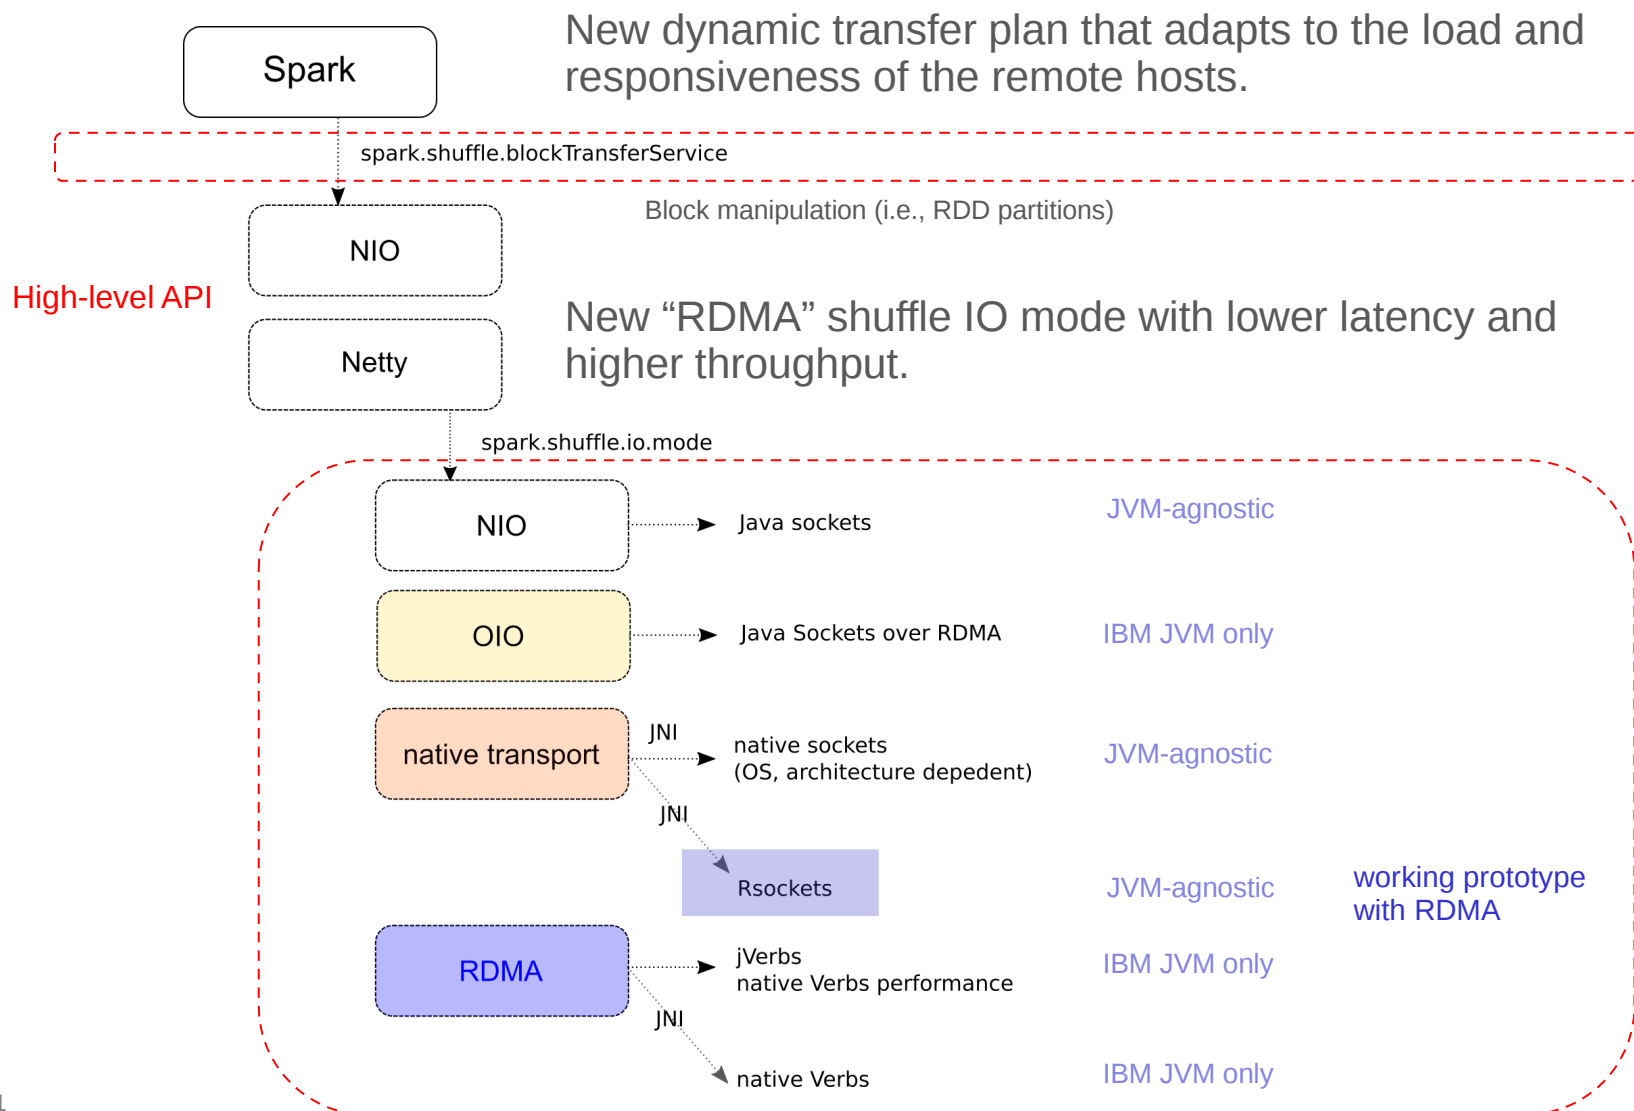 Spark
New dynamic transfer plan that adapts to the load and
responsiveness of the remote hosts.
spark.shuffle.blockTransferService
Block manipulation (i.e., RDD partitions)
NIO
High-level API
New “RDMA” shuffle IO mode with lower latency and
higher throughput.
Netty
spark.shuffle.io.mode
NIO
Java sockets
JVM-agnostic
OIO
Java Sockets over RDMA
IBM JVM only
native transport
JNI
native sockets
(OS, architecture depedent)
JVM-agnostic
JNI
Rsockets
JVM-agnostic
working prototype
with RDMA
RDMA
jVerbs
native Verbs performance
IBM JVM only
JNI
native Verbs
IBM JVM only